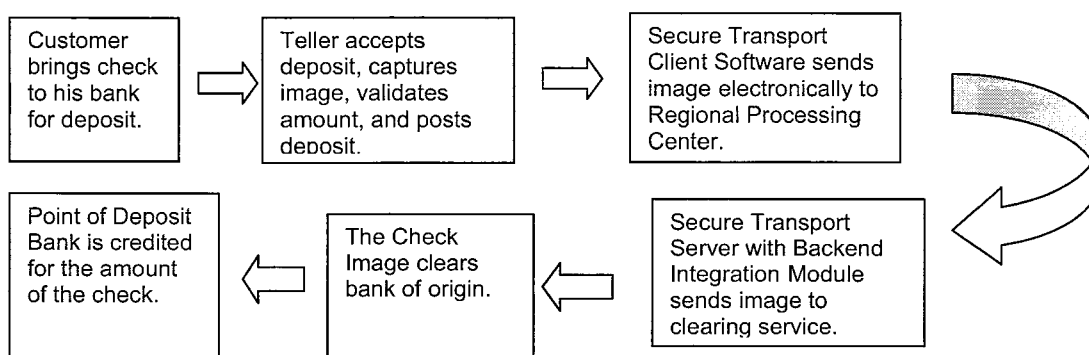 Customer
brings check
to his bank
for deposit.
Teller accepts
deposit, captures
image, validates
amount, and posts
deposit.
Secure Transport
Client Software sends
image electronically to
Regional Processing
Center.
Secure Transport
Server with Backend
Integration Module
sends image to
clearing service.
The Check
Image clears
bank of origin.
Point of Deposit
Bank is credited
for the amount
of the check.